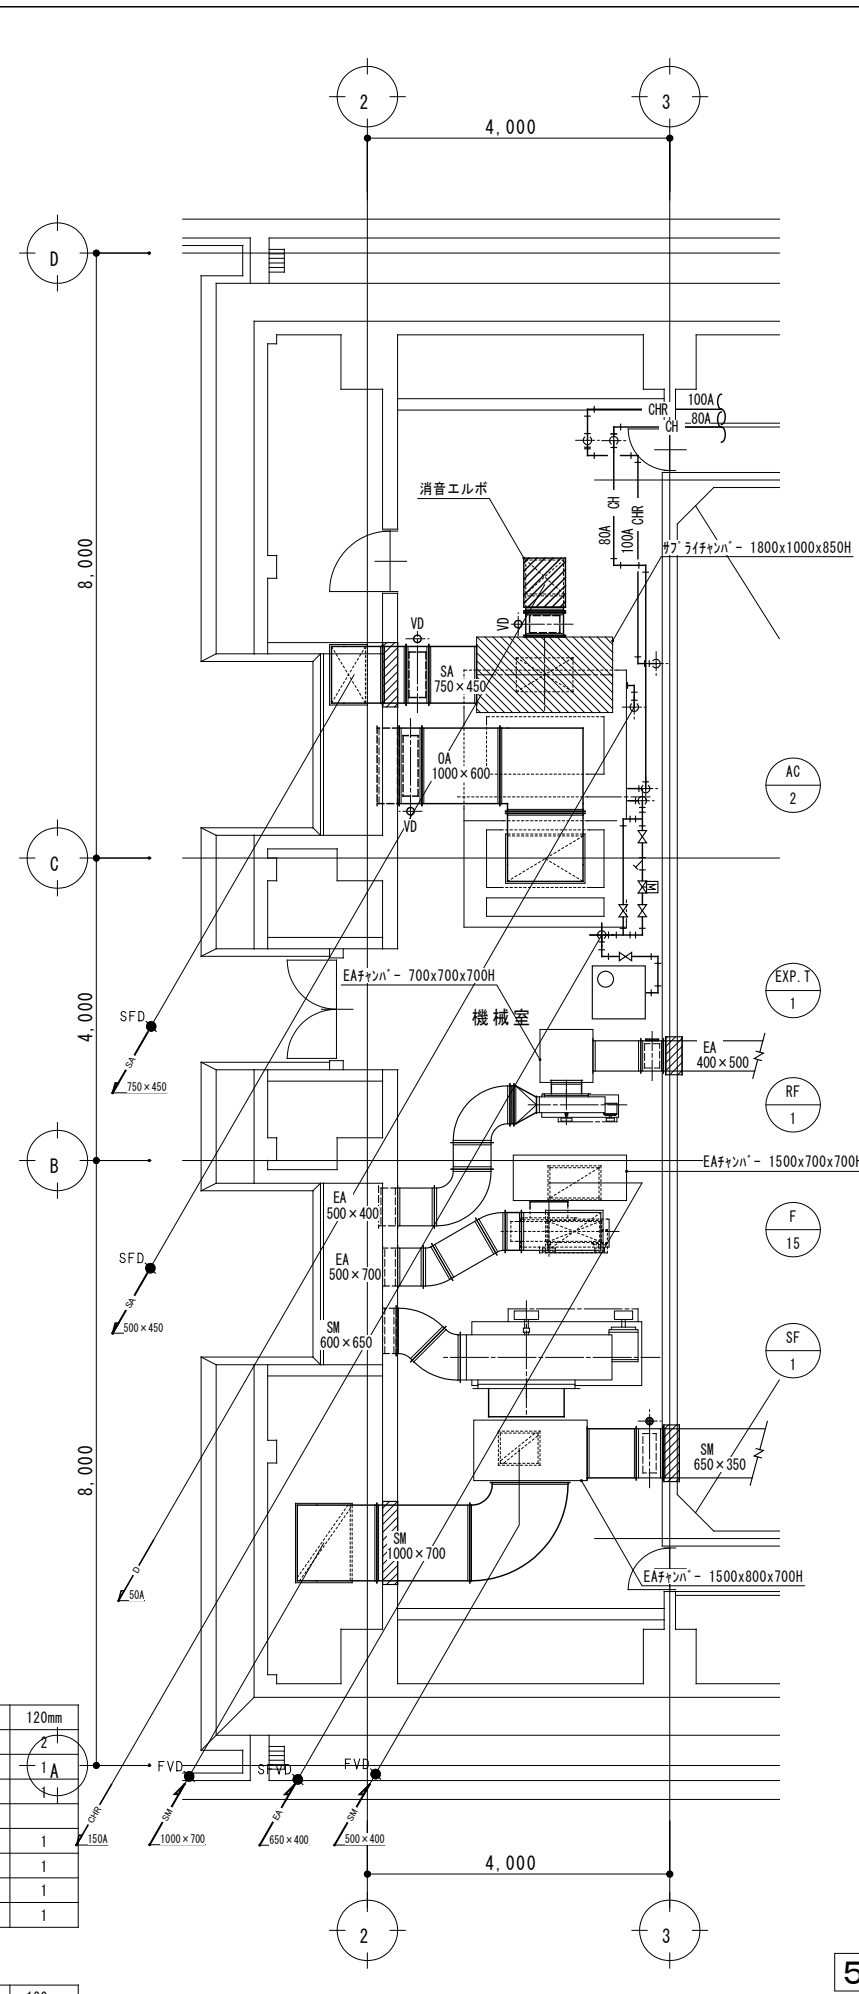 2
3
4,000
D
CHR
100A
80A
CH
消音エルボ
CH
CHR
80A
100A
8,000
ｻﾌﾟﾗｲﾁｬﾝﾊﾞｰ 1800x1000x850H
VD
VD
SA
750×450
OA
1000×600
AC
2
VD
C
EAﾁｬﾝﾊﾞｰ 700x700x700H
EXP.T
1
機械室
SFD
4,000
SA
750×450
EA
400×500
RF
1
B
EAﾁｬﾝﾊﾞｰ 1500x700x700H
EA
500×400
F
15
SFD
EA
500×700
SA
500×450
SM
600×650
SF
1
8,000
SM
650×350
SM
1000×700
D
50A
EAﾁｬﾝﾊﾞｰ 1500x800x700H
120mm
2
1
A
1
FVD
SFVD
FVD
CHR
150A
SM
1000×700
EA
650×400
SM
500×400
1
1
1
1
4,000
2
3
5